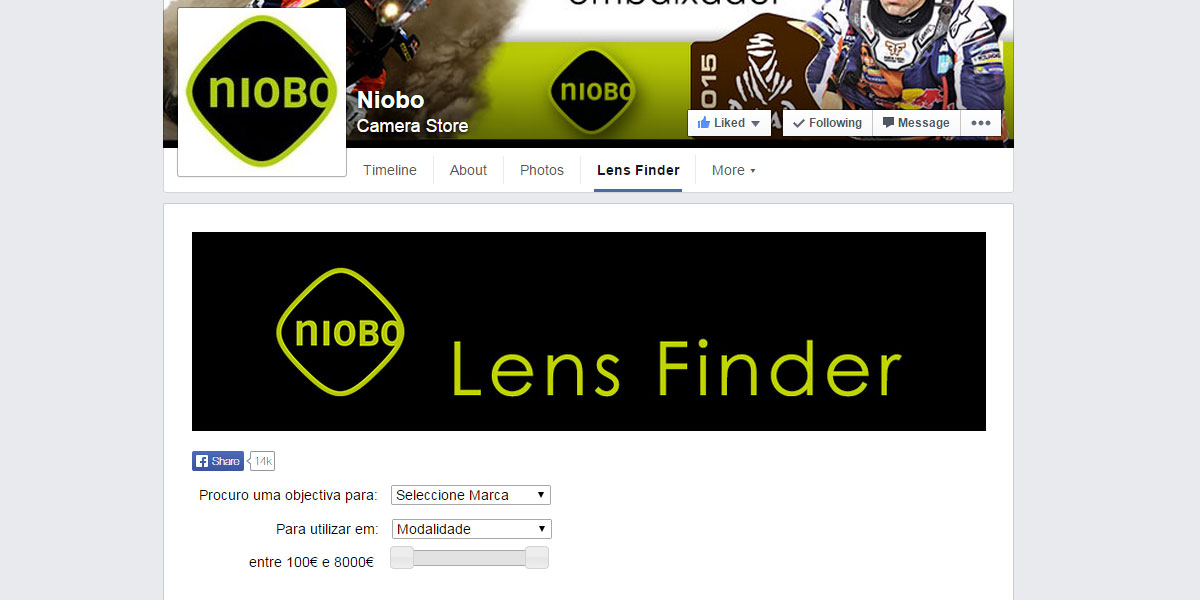 embaixador
NIOBO
NIOBO
Niobo
Camera Store
015
Liked
Following
Message
Timeline
About
Photos
Lens Finder
More
NIOBO
Lens Finder
Share
14k
Procuro uma objectiva para: Seleccione Marca
Para utilizar em: Modalidade
entre 100€ e 8000€